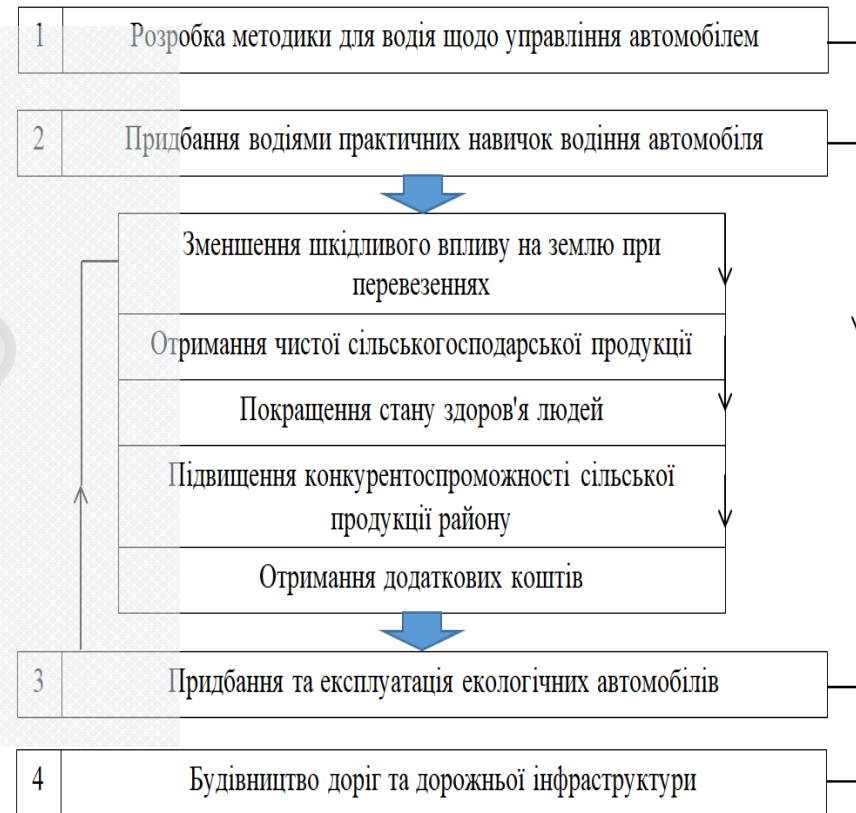 1 Розробка методики для водія щодо управління автомобілем
2 Придбання водіями практичних навичок водіння автомобіля
Зменшення шкідливого впливу на землю при
перевезеннях
Отримання чистої сільськогосподарської продукції
Покращення стану здоров'я людей
Підвищення конкурентоспроможності сільської
продукції району
Отримання додаткових коштів
3 Придбання та експлуатація екологічних автомобілів
4 Будівництво доріг та дорожньої інфраструктури